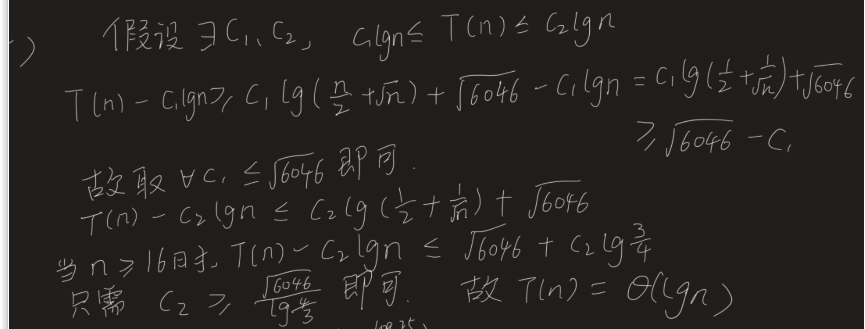 ) 假设 ∃C₁、C₂, C₁lgn ≤ T(n) ≤ C₂lgn
T(n) - C₁lgn ≥ C₁ lg(n/2 + √n) + √6046 - C₁lgn = C₁lg(1/2 + 1/√n) + √6046
≥ √6046 - C₁
故取 ∀C₁ ≤ √6046 即可.
T(n) - C₂lgn ≤ C₂lg(1/2 + 1/√n) + √6046
当 n ≥ 16时, T(n) - C₂lgn ≤ √6046 + C₂lg 3/4
只需 C₂ ≥ √6046/lg 4/3 即可. 故 T(n) = Θ(lgn)